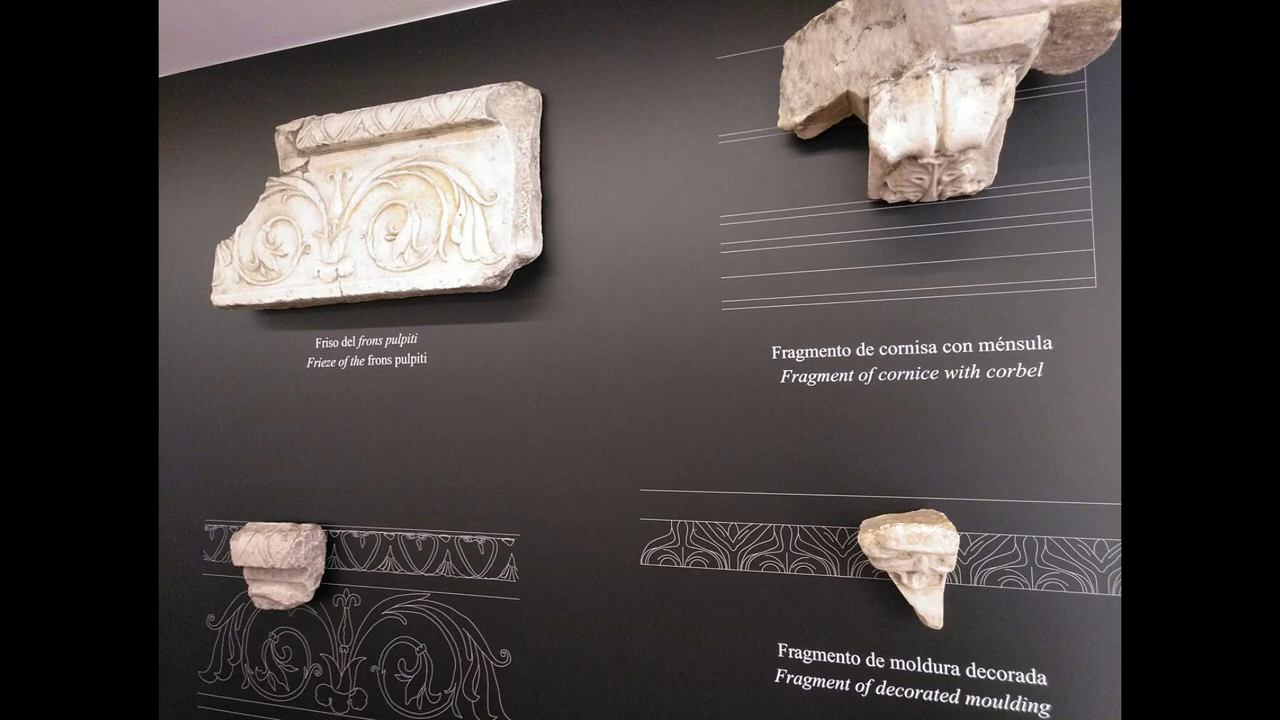 Friso del frons pulpiti
Frieze of the frons pulpiti
Fragmento de cornisa con ménsula
Fragment of cornice with corbel
Fragmento de moldura decorada
Fragment of decorated moulding